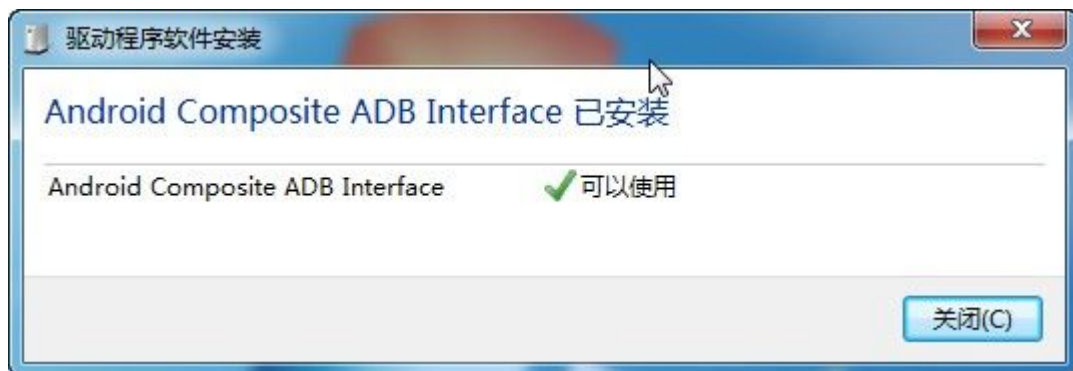 驱动程序软件安装
Android Composite ADB Interface 已安装
Android Composite ADB Interface 可以使用
关闭(C)